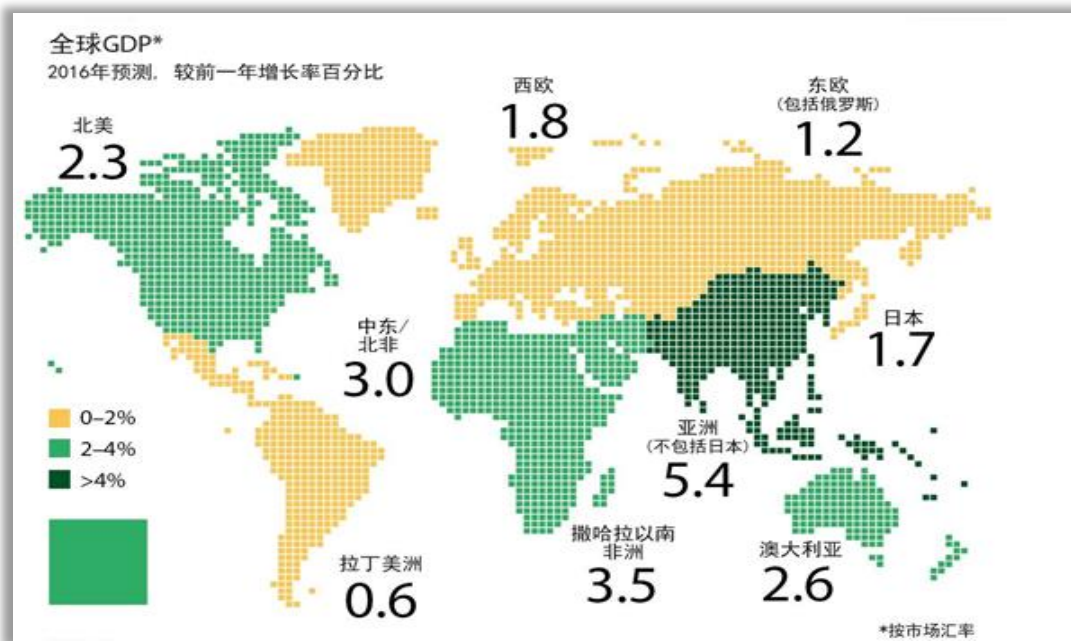 全球GDP*
2016年预测, 较前一年增长率百分比
北美
2.3
西欧
1.8
东欧
(包括俄罗斯)
1.2
日本
1.7
中东/
北非
3.0
0–2%
2–4%
>4%
亚洲
(不包括日本)
5.4
拉丁美洲
0.6
撒哈拉以南
非洲
3.5
澳大利亚
2.6
*按市场汇率